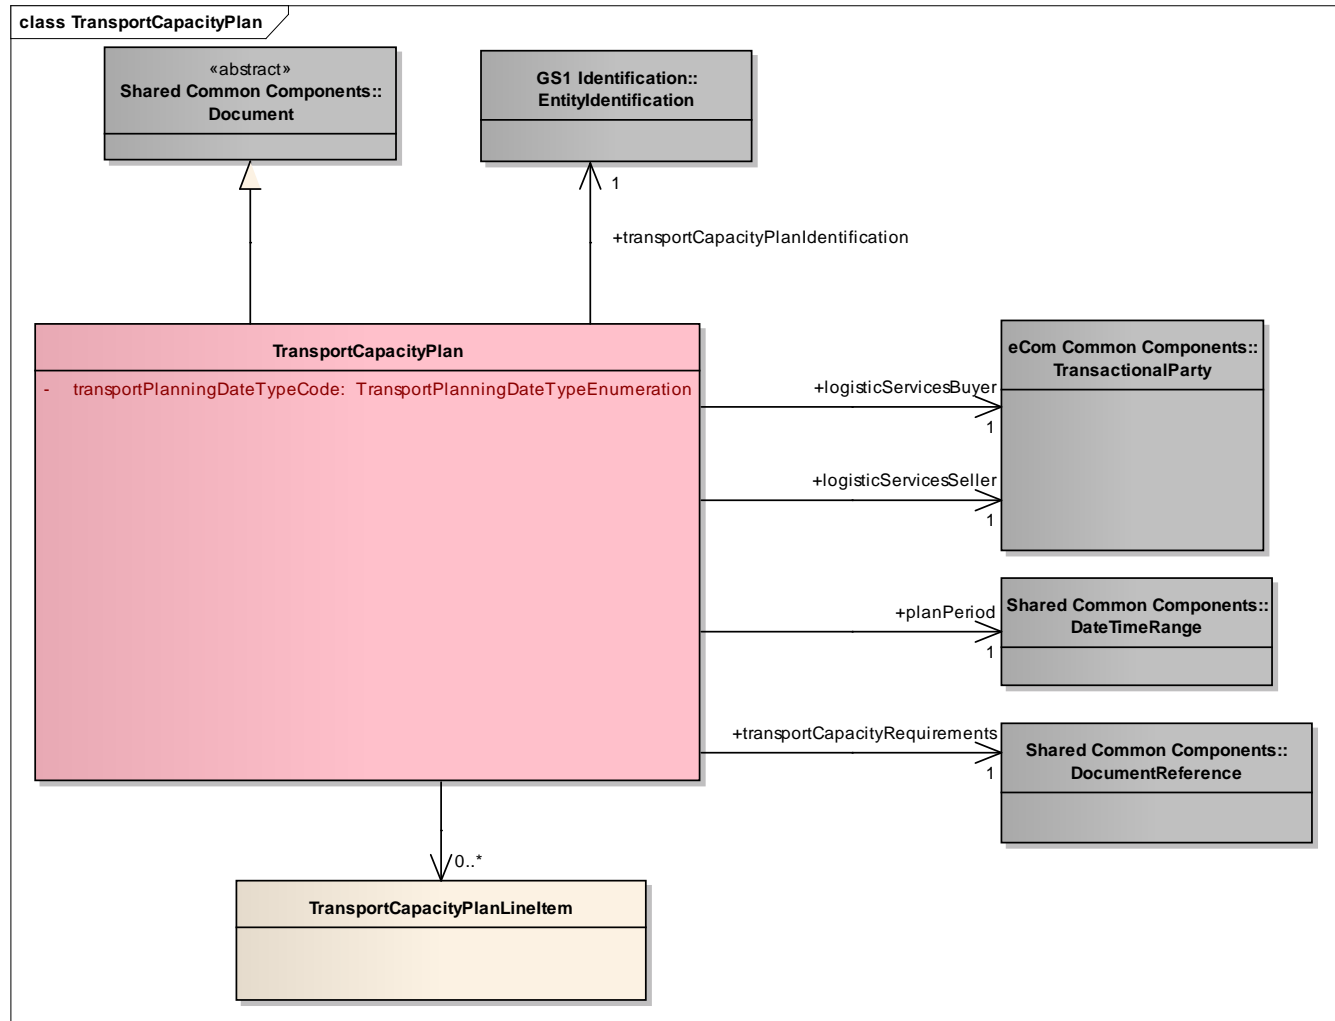 class TransportCapacityPlan
«abstract»
Shared Common Components::
Document
GS1 Identification::
EntityIdentification
1
+transportCapacityPlanIdentification
TransportCapacityPlan
- transportPlanningDateTypeCode: TransportPlanningDateTypeEnumeration
eCom Common Components::
TransactionalParty
+logisticServicesBuyer
1
+logisticServicesSeller
1
Shared Common Components::
DateTimeRange
+planPeriod
1
+transportCapacityRequirements
1
Shared Common Components::
DocumentReference
0..*
TransportCapacityPlanLineItem